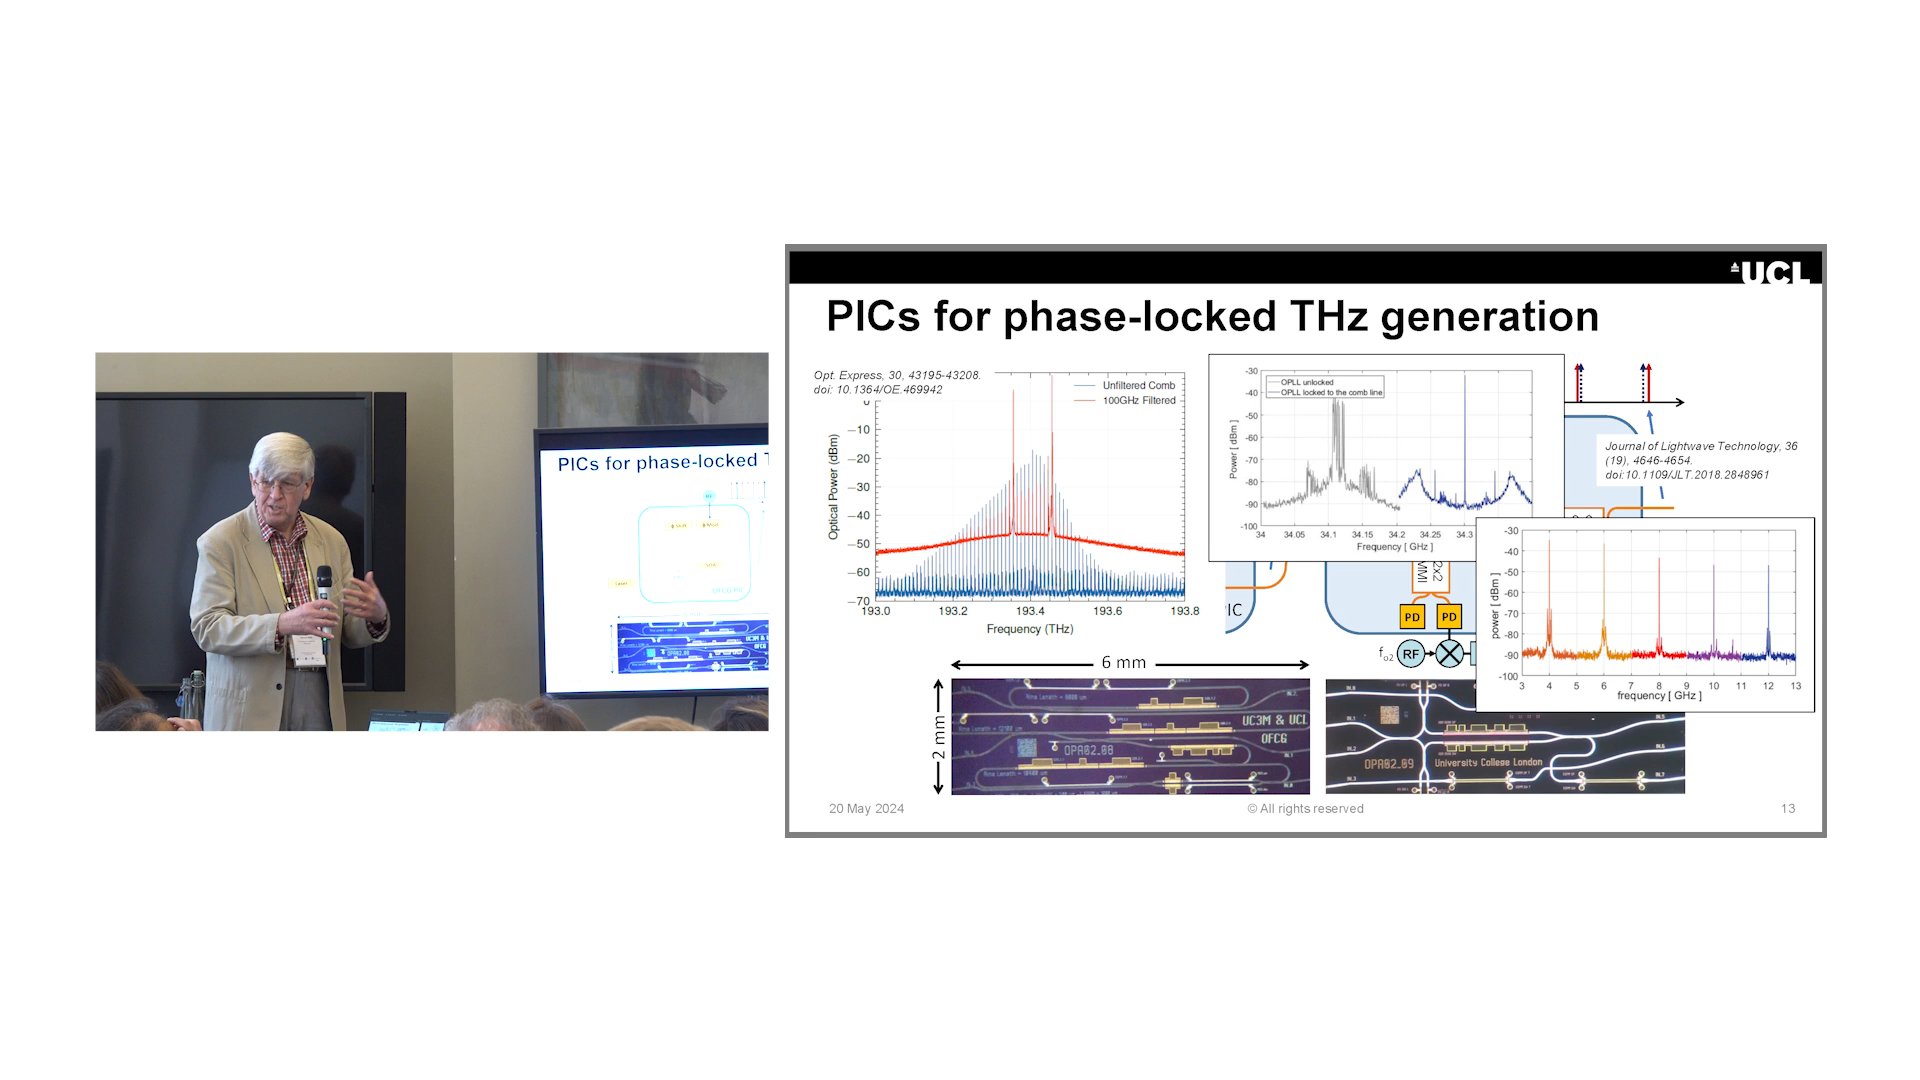 PICs for phase-locked T
UCL
PICs for phase-locked THz generation
Opt. Express, 30, 43195-43208.
doi: 10.1364/OE.469942
Unfiltered Comb
100GHz Filtered
0
−10
−20
−30
−40
−50
−60
−70
Optical Power (dBm)
193.0 193.2 193.4 193.6 193.8
Frequency (THz)
OPLL unlocked
OPLL locked to the comb line
-30
-40
-50
-60
-70
-80
-90
-100
Power [ dBm ]
34 34.05 34.1 34.15 34.2 34.25 34.3
Frequency [ GHz ]
Journal of Lightwave Technology, 36
(19), 4646-4654.
doi:10.1109/JLT.2018.2848961
-30
-40
-50
-60
-70
-80
-90
-100
power [ dBm ]
3 4 5 6 7 8 9 10 11 12 13
frequency [ GHz ]
IC
2x2
MMI
PD PD
fo2 RF
6 mm
2 mm
UC3M & UCL
OFCG
OPA02.08
OPA02.09
University College London
20 May 2024
© All rights reserved
13